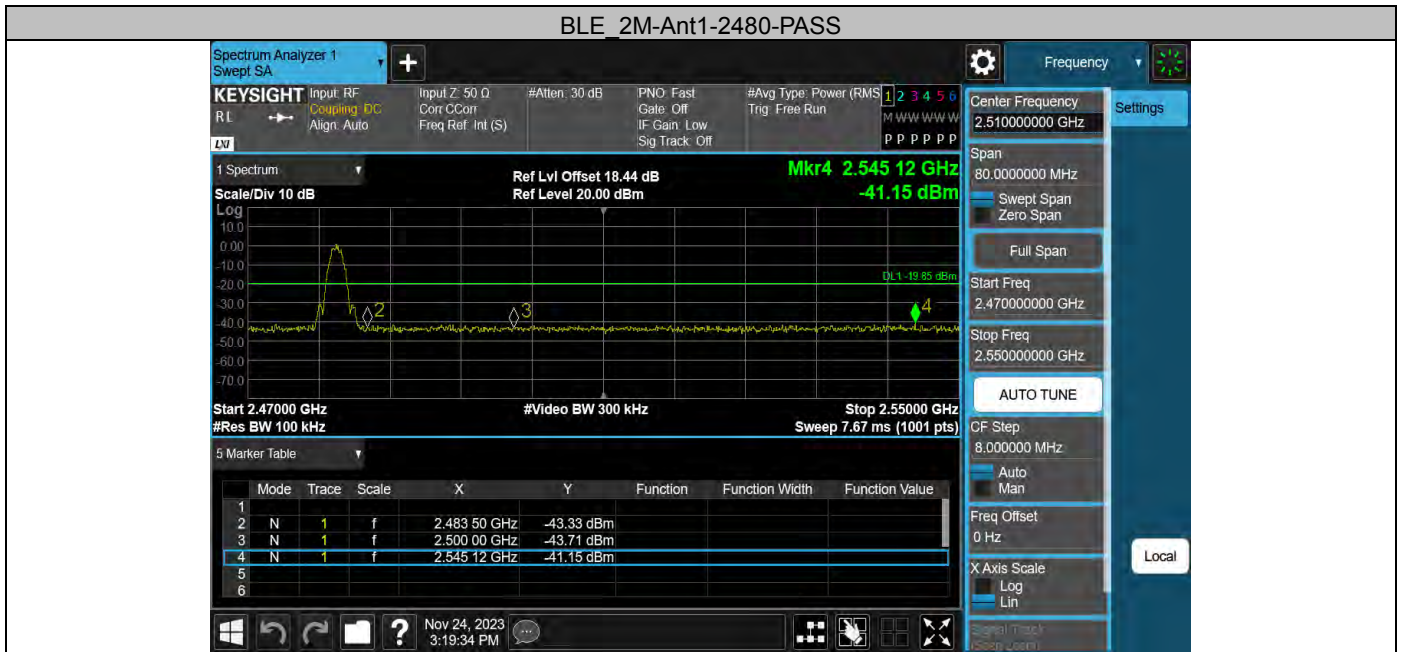 BLE_2M-Ant1-2480-PASS
Spectrum Analyzer 1
Swept SA
+
Frequency
KEYSIGHT
RL
LXI
Input: RF
Coupling: DC
Align: Auto
Input Z: 50 Ω
Corr CCorr
Freq Ref: Int (S)
#Atten: 30 dB
PNO: Fast
Gate: Off
IF Gain: Low
Sig Track: Off
#Avg Type: Power (RMS
Trig: Free Run
1 2 3 4 5 6
M W W W W W
P P P P P P
1 Spectrum
Scale/Div 10 dB
Ref Lvl Offset 18.44 dB
Ref Level 20.00 dBm
Mkr4 2.545 12 GHz
-41.15 dBm
Log
10.0
0.00
-10.0
-20.0
-30.0
-40.0
-50.0
-60.0
-70.0
DL1 -19.85 dBm
2
3
4
Start 2.47000 GHz
#Video BW 300 kHz
Stop 2.55000 GHz
#Res BW 100 kHz
Sweep 7.67 ms (1001 pts)
5 Marker Table
Mode Trace Scale X Y Function Function Width Function Value
1
2 N 1 f 2.483 50 GHz -43.33 dBm
3 N 1 f 2.500 00 GHz -43.71 dBm
4 N 1 f 2.545 12 GHz -41.15 dBm
5
6
?
Nov 24, 2023
3:19:34 PM
Center Frequency
2.510000000 GHz
Settings
Span
80.0000000 MHz
Swept Span
Zero Span
Full Span
Start Freq
2.470000000 GHz
Stop Freq
2.550000000 GHz
AUTO TUNE
CF Step
8.000000 MHz
Auto
Man
Freq Offset
0 Hz
X Axis Scale
Log
Lin
Local
Signal Track
(Span Zoom)